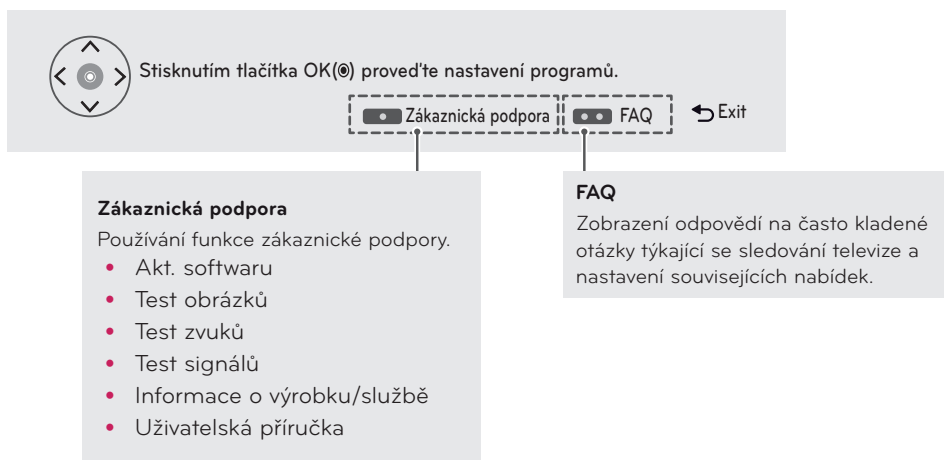 Stisknutím tlačítka OK(◉) proveďte nastavení programů.
Zákaznická podpora
FAQ
Exit
Zákaznická podpora
Používání funkce zákaznické podpory.
• Akt. softwaru
• Test obrázků
• Test zvuků
• Test signálů
• Informace o výrobku/službě
• Uživatelská příručka
FAQ
Zobrazení odpovědí na často kladené
otázky týkající se sledování televize a
nastavení souvisejících nabídek.